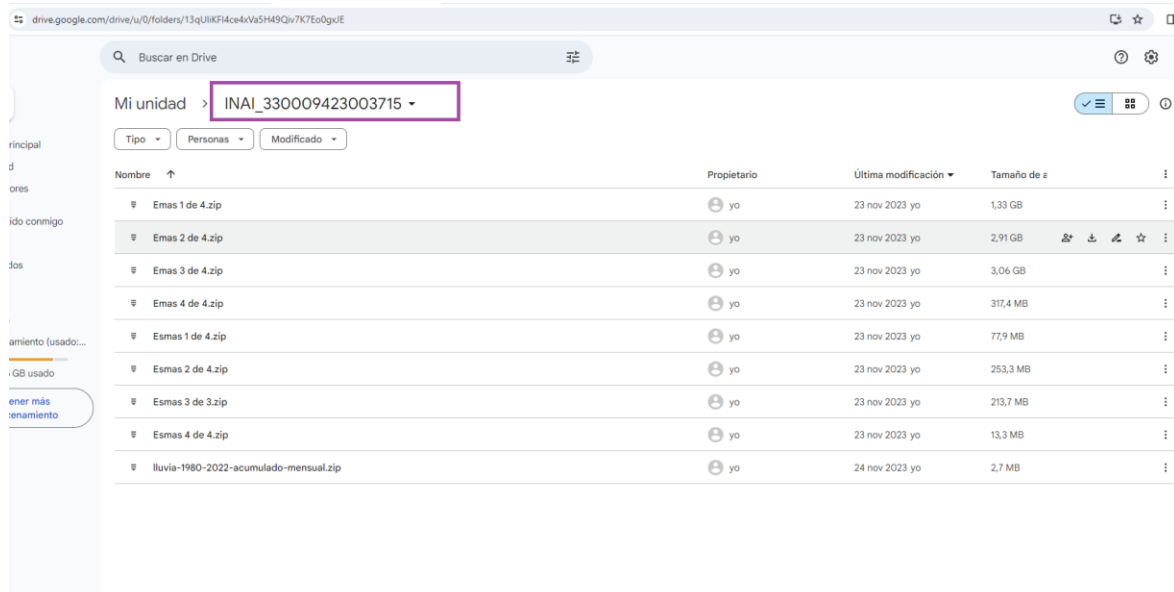 drive.google.com/drive/u/0/folders/13qUIiKFl4ce4xVa5H49Qiv7K7Eo0gxJE
Buscar en Drive
Mi unidad > INAI_330009423003715
rincipal
Tipo Personas Modificado
d
ores
Nombre Propietario Última modificación Tamaño de a
Emas 1 de 4.zip yo 23 nov 2023 yo 1,33 GB
ido conmigo
Emas 2 de 4.zip yo 23 nov 2023 yo 2,91 GB
dos
Emas 3 de 4.zip yo 23 nov 2023 yo 3,06 GB
Emas 4 de 4.zip yo 23 nov 2023 yo 317,4 MB
amiento (usado:...
Esmas 1 de 4.zip yo 23 nov 2023 yo 77,9 MB
GB usado
Esmas 2 de 4.zip yo 23 nov 2023 yo 253,3 MB
ener más
cenamiento
Esmas 3 de 3.zip yo 23 nov 2023 yo 213,7 MB
Esmas 4 de 4.zip yo 23 nov 2023 yo 13,3 MB
lluvia-1980-2022-acumulado-mensual.zip yo 24 nov 2023 yo 2,7 MB